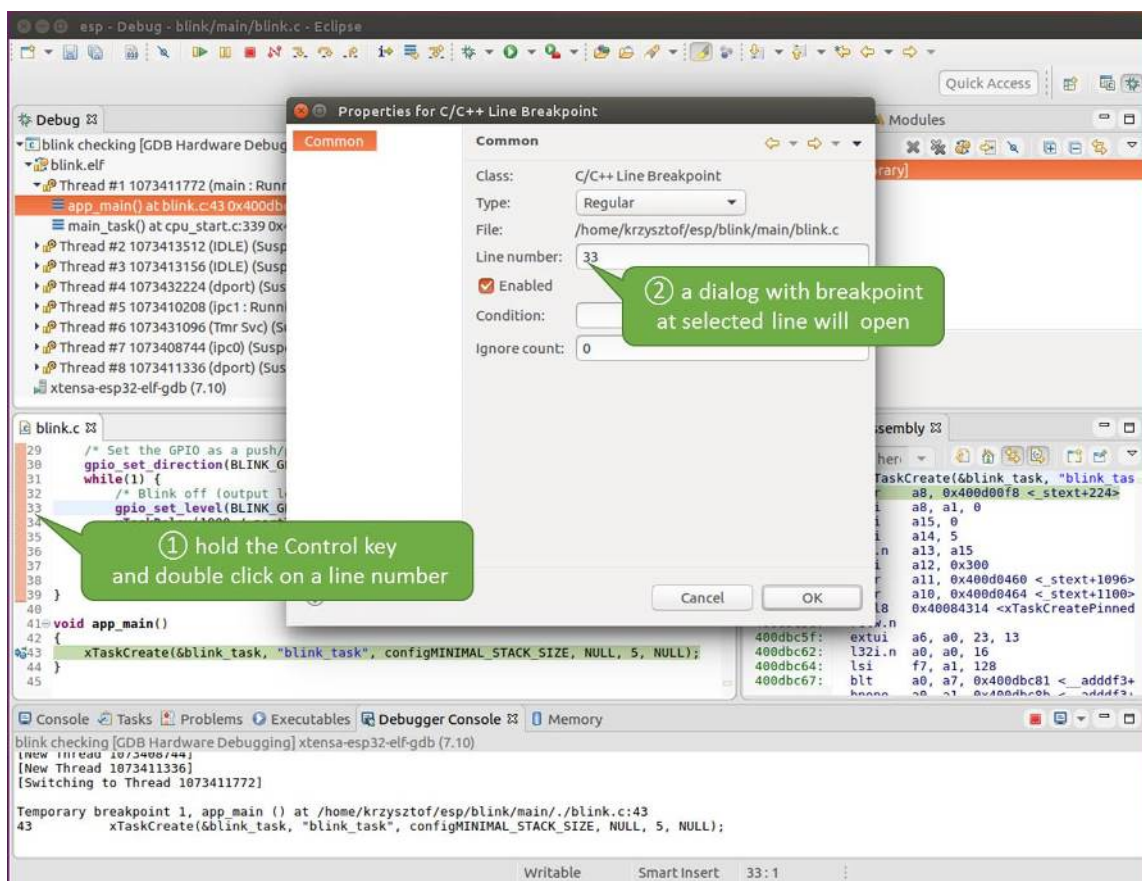 esp - Debug - blink/main/blink.c - Eclipse
Quick Access
Debug
Modules
blink checking [GDB Hardware Debug
blink.elf
Thread #1 1073411772 (main : Runn
app_main() at blink.c:43 0x400db
main_task() at cpu_start.c:339 0x4
Thread #2 1073413512 (IDLE) (Susp
Thread #3 1073413156 (IDLE) (Susp
Thread #4 1073432224 (dport) (Sus
Thread #5 1073410208 (ipc1 : Runni
Thread #6 1073431096 (Tmr Svc) (S
Thread #7 1073408744 (ipc0) (Susp
Thread #8 1073411336 (dport) (Sus
xtensa-esp32-elf-gdb (7.10)
rary]
Properties for C/C++ Line Breakpoint
Common
Common
Class: C/C++ Line Breakpoint
Type: Regular
File: /home/krzysztof/esp/blink/main/blink.c
Line number: 33
Enabled
Condition:
Ignore count: 0
② a dialog with breakpoint
at selected line will open
Cancel OK
blink.c
29 /* Set the GPIO as a push/
30 gpio_set_direction(BLINK_G
31 while(1) {
32 /* Blink off (output l
33 gpio_set_level(BLINK_G
34
35
36
37
38
39 }
40
41 void app_main()
42 {
43 xTaskCreate(&blink_task, "blink_task", configMINIMAL_STACK_SIZE, NULL, 5, NULL);
44 }
45
① hold the Control key
and double click on a line number
sembly
her
TaskCreate(&blink_task, "blink_tas
r a8, 0x400d00f8 <_stext+224>
i a8, a1, 0
i a15, 0
i a14, 5
.n a13, a15
i a12, 0x300
r a11, 0x400d0460 <_stext+1096>
r a10, 0x400d0464 <_stext+1100>
l8 0x40084314 <xTaskCreatePinned
400dbc5f: extui a6, a0, 23, 13
400dbc62: l32i.n a0, a0, 16
400dbc64: lsi f7, a1, 128
400dbc67: blt a0, a7, 0x400dbc81 <__adddf3+
Console Tasks Problems Executables Debugger Console Memory
blink checking [GDB Hardware Debugging] xtensa-esp32-elf-gdb (7.10)
[New Thread 1073408744]
[New Thread 1073411336]
[Switching to Thread 1073411772]
Temporary breakpoint 1, app_main () at /home/krzysztof/esp/blink/main/./blink.c:43
43 xTaskCreate(&blink_task, "blink_task", configMINIMAL_STACK_SIZE, NULL, 5, NULL);
Writable Smart Insert 33 : 1